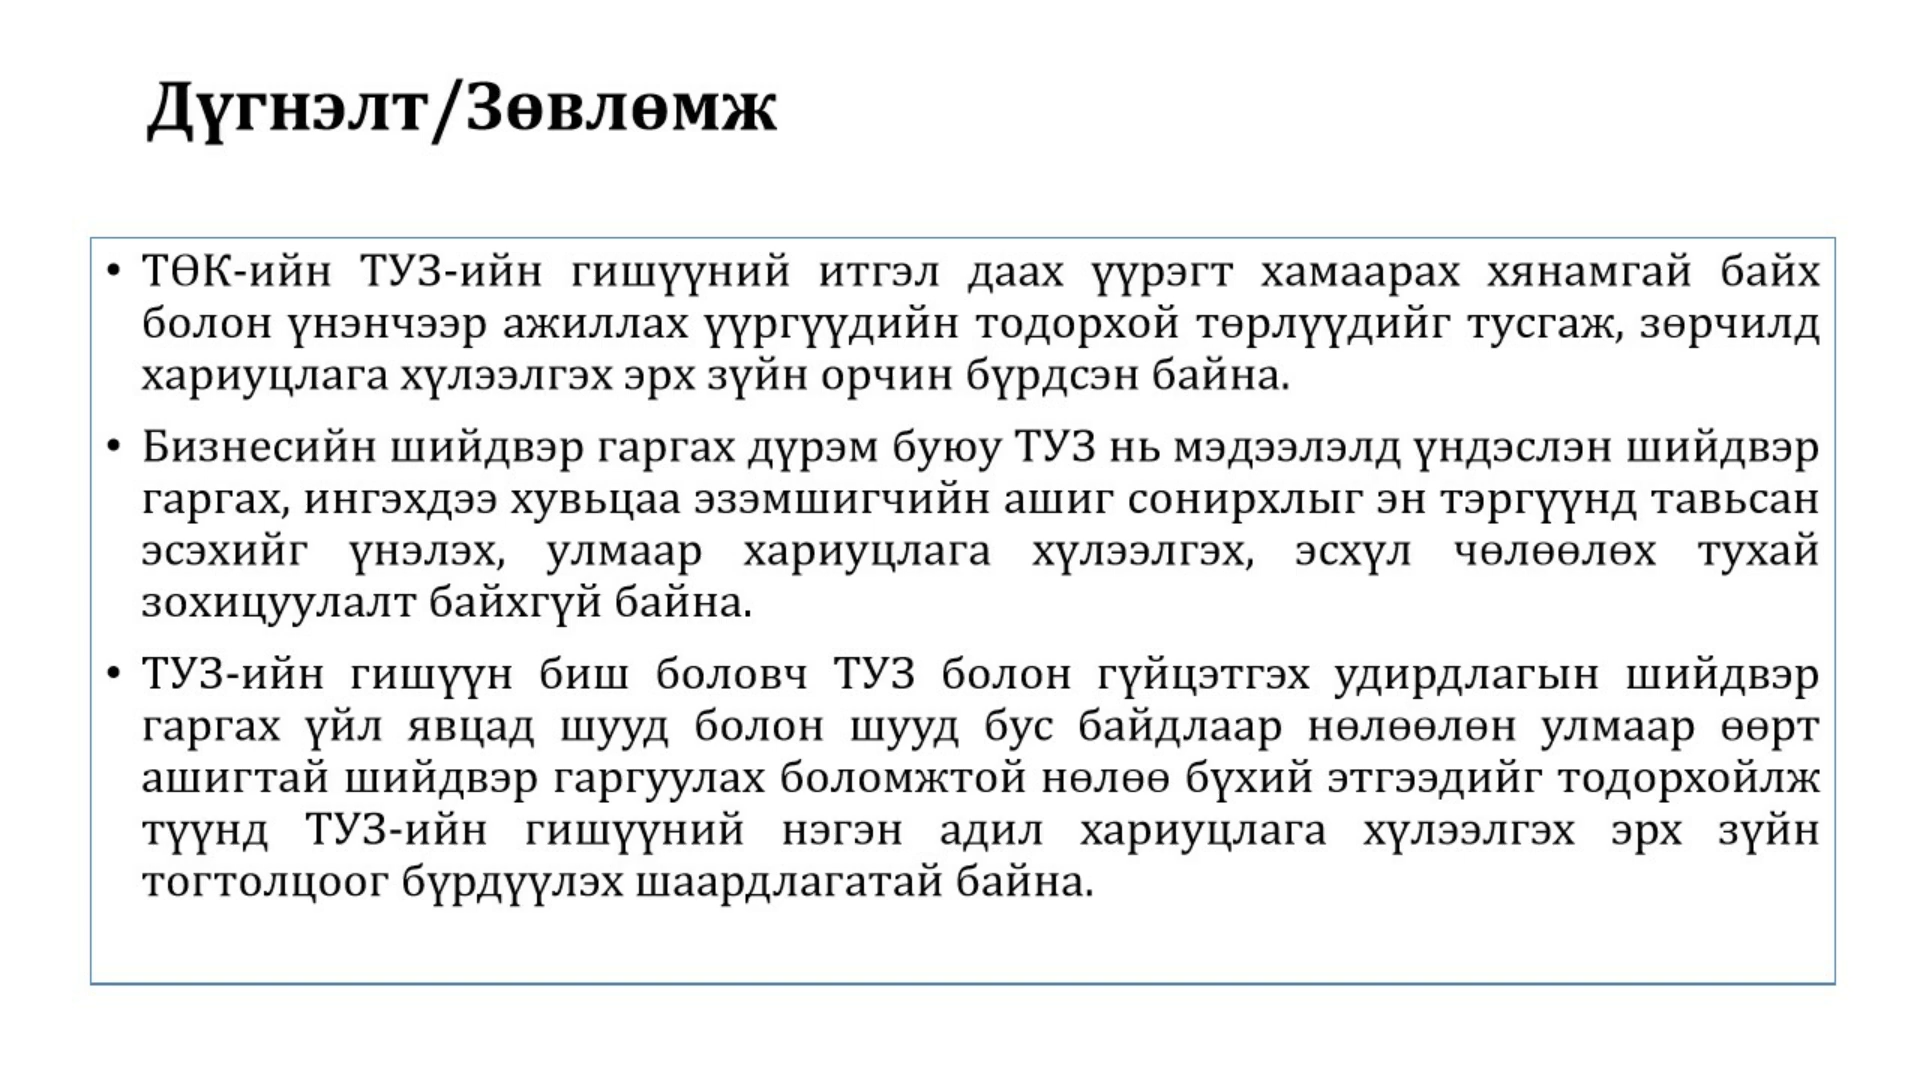 Дүгнэлт/Зөвлөмж
• ТӨК-ийн ТУЗ-ийн гишүүний итгэл даах үүрэгт хамаарах хянамгай байх
болон үнэнчээр ажиллах үүргүүдийн тодорхой төрлүүдийг тусгаж, зөрчилд
хариуцлага хүлээлгэх эрх зүйн орчин бүрдсэн байна.
• Бизнесийн шийдвэр гаргах дүрэм буюу ТУЗ нь мэдээлэлд үндэслэн шийдвэр
гаргах, ингэхдээ хувьцаа эзэмшигчийн ашиг сонирхлыг эн тэргүүнд тавьсан
эсэхийг үнэлэх, улмаар хариуцлага хүлээлгэх, эсхүл чөлөөлөх тухай
зохицуулалт байхгүй байна.
• ТУЗ-ийн гишүүн биш боловч ТУЗ болон гүйцэтгэх удирдлагын шийдвэр
гаргах үйл явцад шууд болон шууд бус байдлаар нөлөөлөн улмаар өөрт
ашигтай шийдвэр гаргуулах боломжтой нөлөө бүхий этгээдийг тодорхойлж
түүнд ТУЗ-ийн гишүүний нэгэн адил хариуцлага хүлээлгэх эрх зүйн
тогтолцоог бүрдүүлэх шаардлагатай байна.